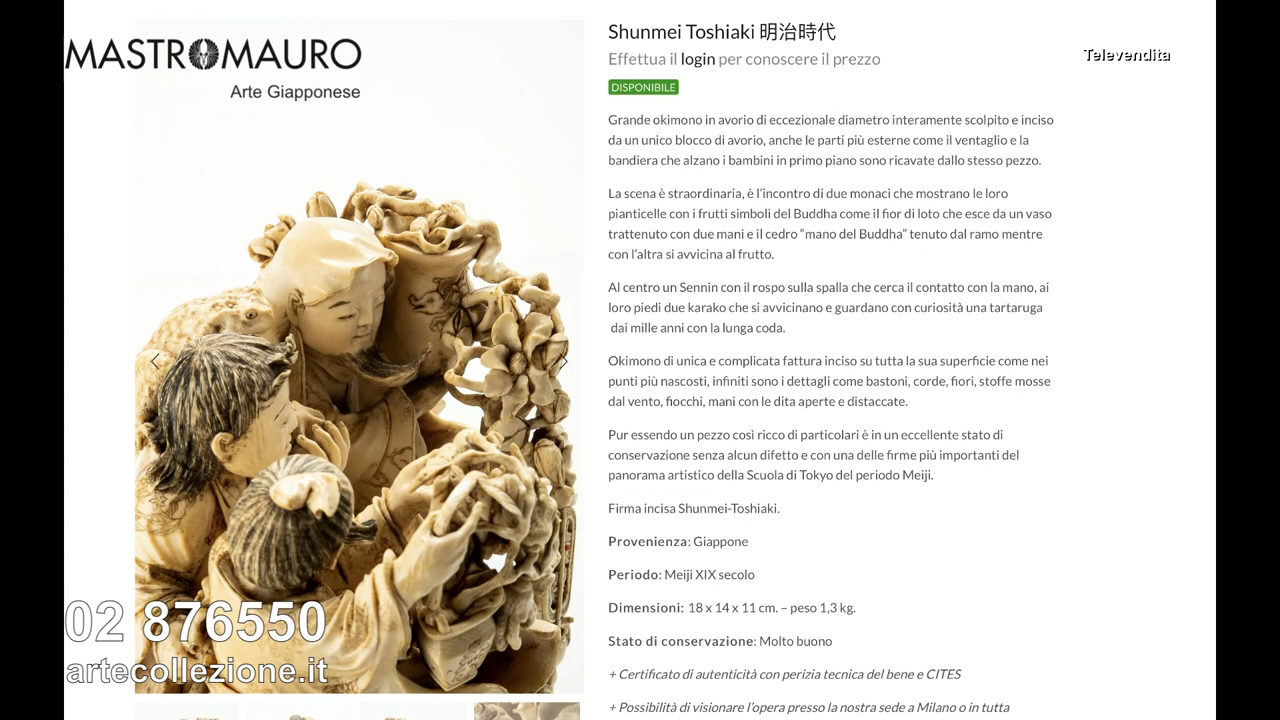 MASTROMAURO
Arte Giapponese
Televendita
Shunmei Toshiaki 明治時代
Effettua il login per conoscere il prezzo
DISPONIBILE
Grande okimono in avorio di eccezionale diametro interamente scolpito e inciso
da un unico blocco di avorio, anche le parti più esterne come il ventaglio e la
bandiera che alzano i bambini in primo piano sono ricavate dallo stesso pezzo.
La scena è straordinaria, è l'incontro di due monaci che mostrano le loro
pianticelle con i frutti simboli del Buddha come il fior di loto che esce da un vaso
trattenuto con due mani e il cedro “mano del Buddha” tenuto dal ramo mentre
con l'altra si avvicina al frutto.
Al centro un Sennin con il rospo sulla spalla che cerca il contatto con la mano, ai
loro piedi due karako che si avvicinano e guardano con curiosità una tartaruga
dai mille anni con la lunga coda.
Okimono di unica e complicata fattura inciso su tutta la sua superficie come nei
punti più nascosti, infiniti sono i dettagli come bastoni, corde, fiori, stoffe mosse
dal vento, fiocchi, mani con le dita aperte e distaccate.
Pur essendo un pezzo così ricco di particolari è in un eccellente stato di
conservazione senza alcun difetto e con una delle firme più importanti del
panorama artistico della Scuola di Tokyo del periodo Meiji.
Firma incisa Shunmei-Toshiaki.
Provenienza: Giappone
Periodo: Meiji XIX secolo
Dimensioni: 18 x 14 x 11 cm. – peso 1,3 kg.
Stato di conservazione: Molto buono
+ Certificato di autenticità con perizia tecnica del bene e CITES
+ Possibilità di visionare l'opera presso la nostra sede a Milano o in tutta
02 876550
artecollezione.it